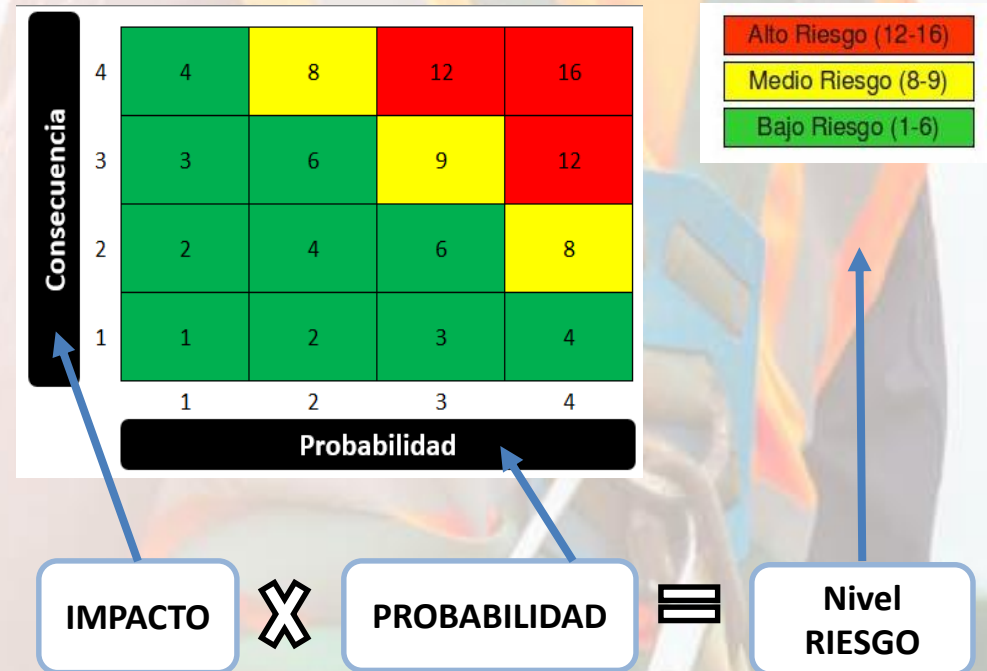 Consecuencia
4 4 8 12 16
3 3 6 9 12
2 2 4 6 8
1 1 2 3 4
1 2 3 4
Probabilidad
Alto Riesgo (12-16)
Medio Riesgo (8-9)
Bajo Riesgo (1-6)
IMPACTO X PROBABILIDAD = Nivel
RIESGO